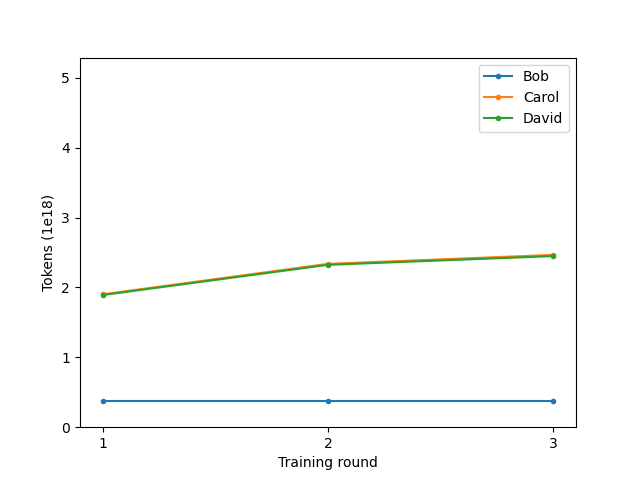 Bob
Carol
David
5
4
3
2
1
0
Tokens (1e18)
1 2 3
Training round